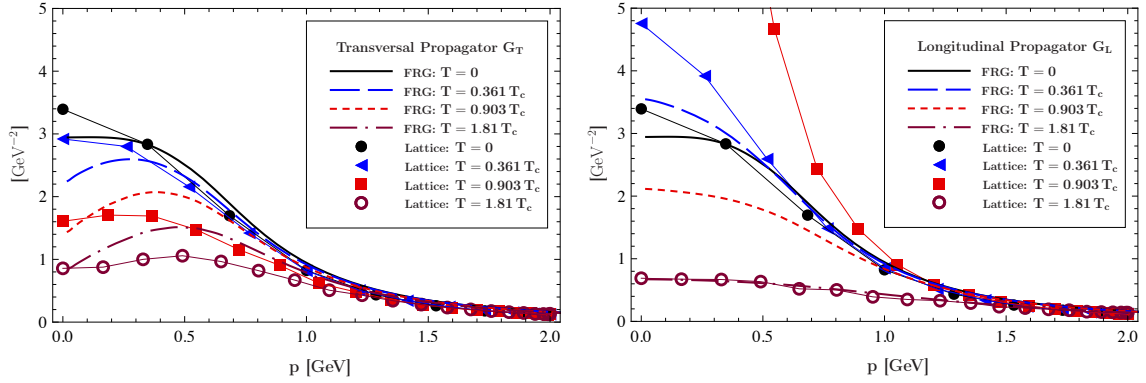 Transversal Propagator G_T
FRG: T = 0
FRG: T = 0.361 T_c
FRG: T = 0.903 T_c
FRG: T = 1.81 T_c
Lattice: T = 0
Lattice: T = 0.361 T_c
Lattice: T = 0.903 T_c
Lattice: T = 1.81 T_c
[GeV⁻²]
5
4
3
2
1
0
0.0 0.5 1.0 1.5 2.0
p [GeV]
Longitudinal Propagator G_L
FRG: T = 0
FRG: T = 0.361 T_c
FRG: T = 0.903 T_c
FRG: T = 1.81 T_c
Lattice: T = 0
Lattice: T = 0.361 T_c
Lattice: T = 0.903 T_c
Lattice: T = 1.81 T_c
[GeV⁻²]
5
4
3
2
1
0
0.0 0.5 1.0 1.5 2.0
p [GeV]